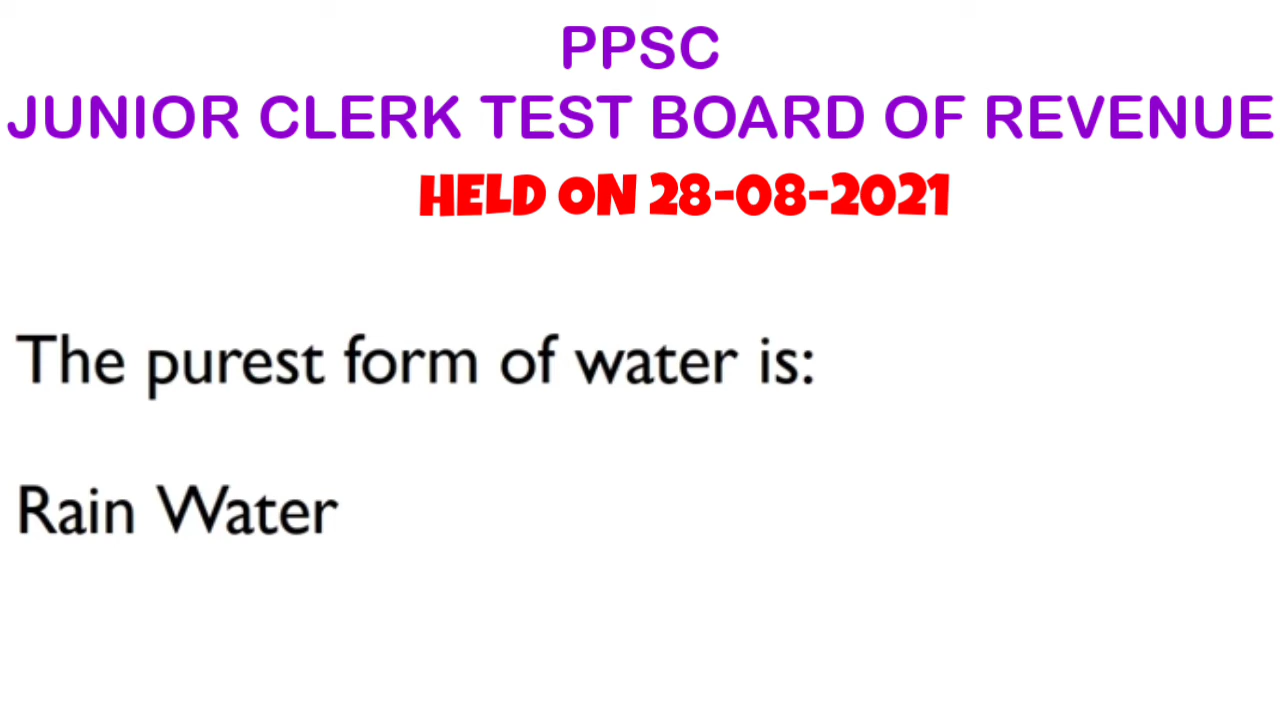 PPSC
JUNIOR CLERK TEST BOARD OF REVENUE
HELD ON 28-08-2021
The purest form of water is:
Rain Water